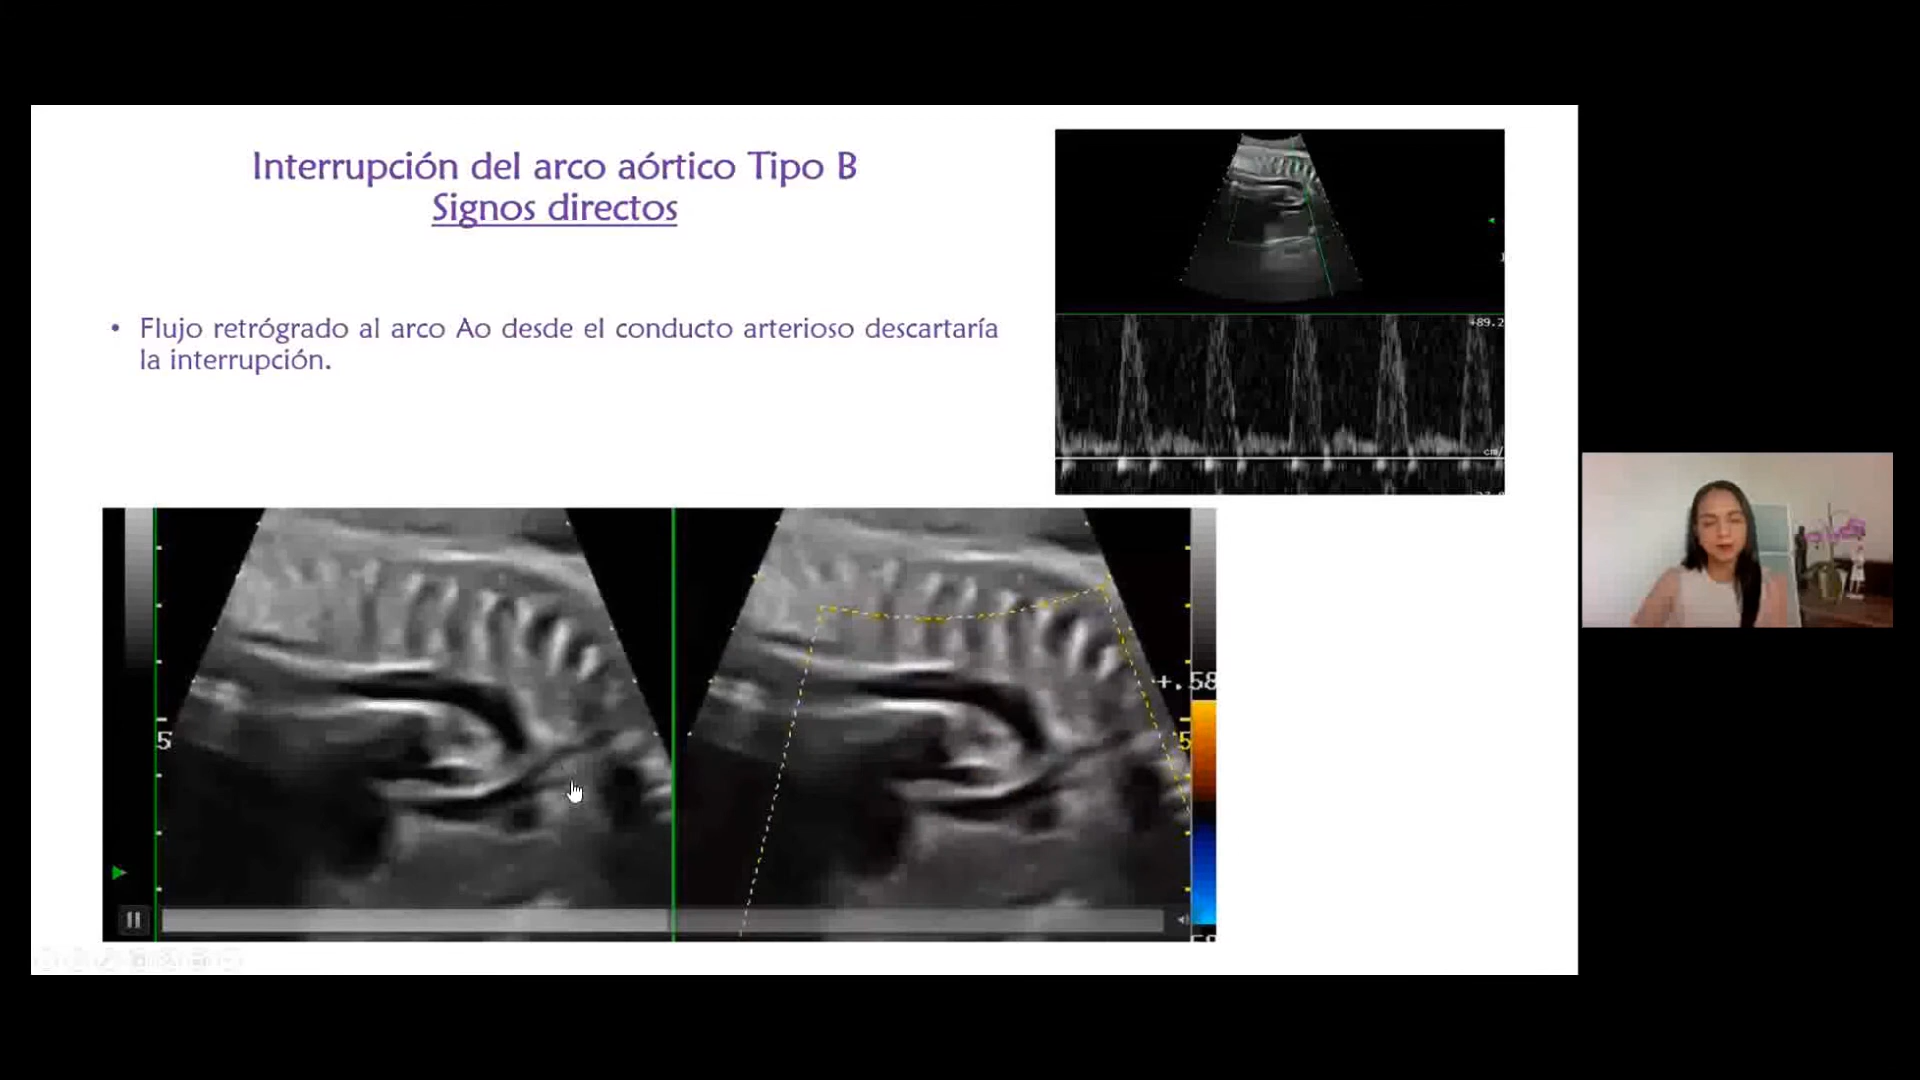 Interrupción del arco aórtico Tipo B
Signos directos
+89.2
• Flujo retrógrado al arco Ao desde el conducto arterioso descartaría
la interrupción.
cm/
+.58
5
5